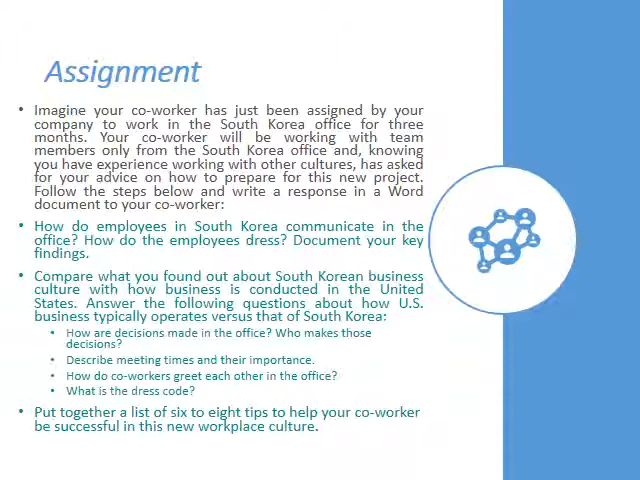 Assignment
• Imagine your co-worker has just been assigned by your
company to work in the South Korea office for three
months. Your co-worker will be working with team
members only from the South Korea office and, knowing
you have experience working with other cultures, has asked
for your advice on how to prepare for this new project.
Follow the steps below and write a response in a Word
document to your co-worker:
• How do employees in South Korea communicate in the
office? How do the employees dress? Document your key
findings.
• Compare what you found out about South Korean business
culture with how business is conducted in the United
States. Answer the following questions about how U.S.
business typically operates versus that of South Korea:
• How are decisions made in the office? Who makes those
decisions?
• Describe meeting times and their importance.
• How do co-workers greet each other in the office?
• What is the dress code?
• Put together a list of six to eight tips to help your co-worker
be successful in this new workplace culture.